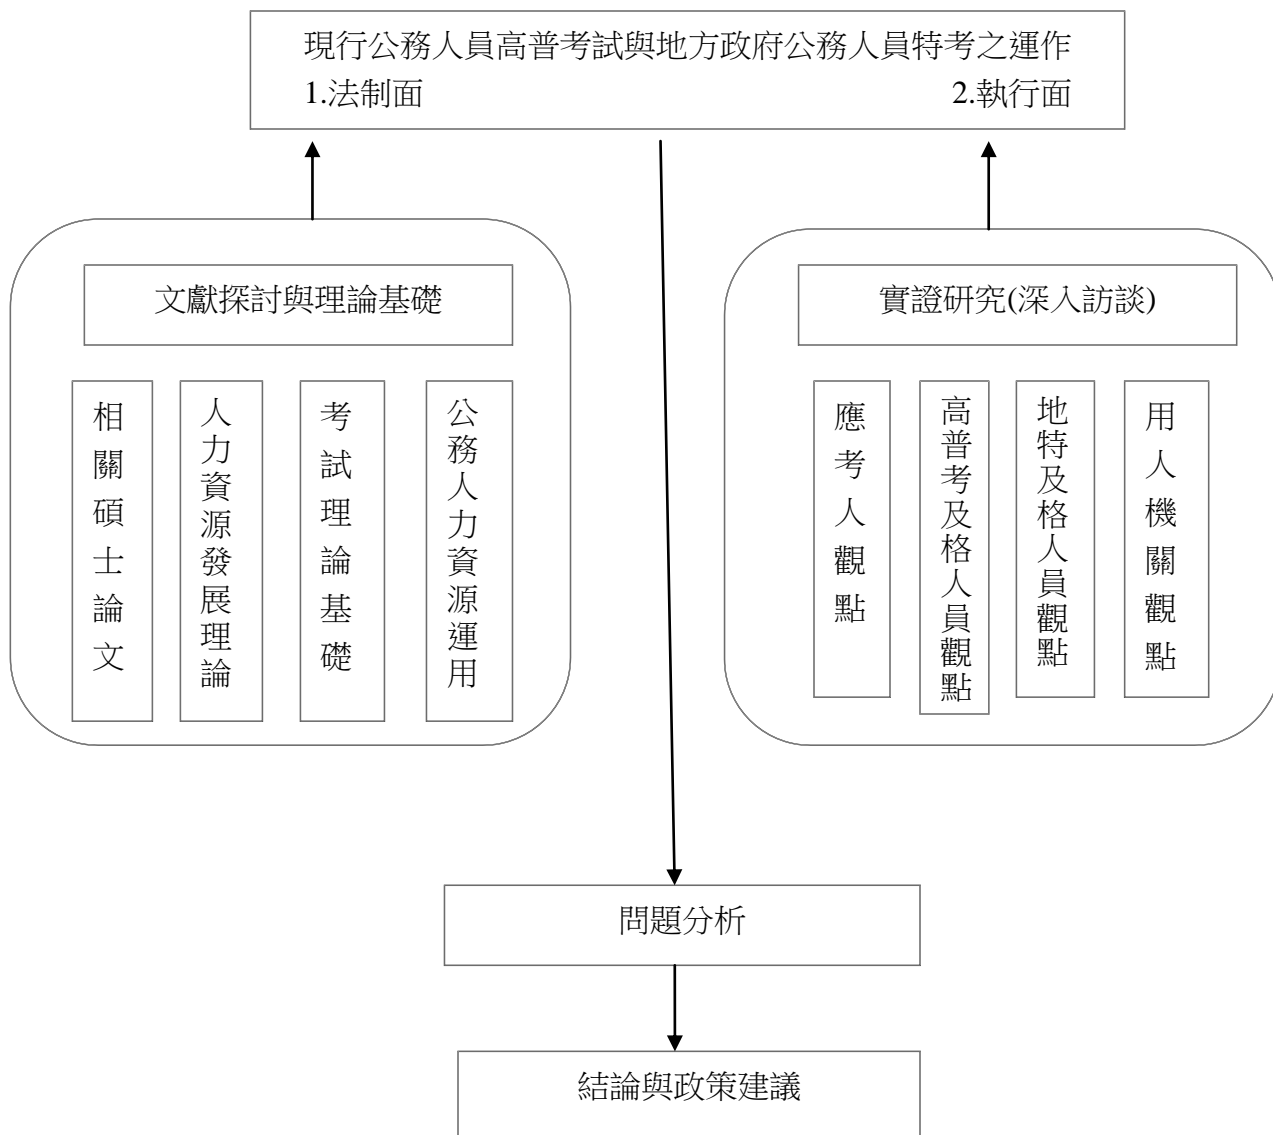 現行公務人員高普考試與地方政府公務人員特考之運作
1.法制面 2.執行面
文獻探討與理論基礎
相關碩士論文
人力資源發展理論
考試理論基礎
公務人力資源運用
實證研究(深入訪談)
應考人觀點
高普考及格人員觀點
地特及格人員觀點
用人機關觀點
問題分析
結論與政策建議